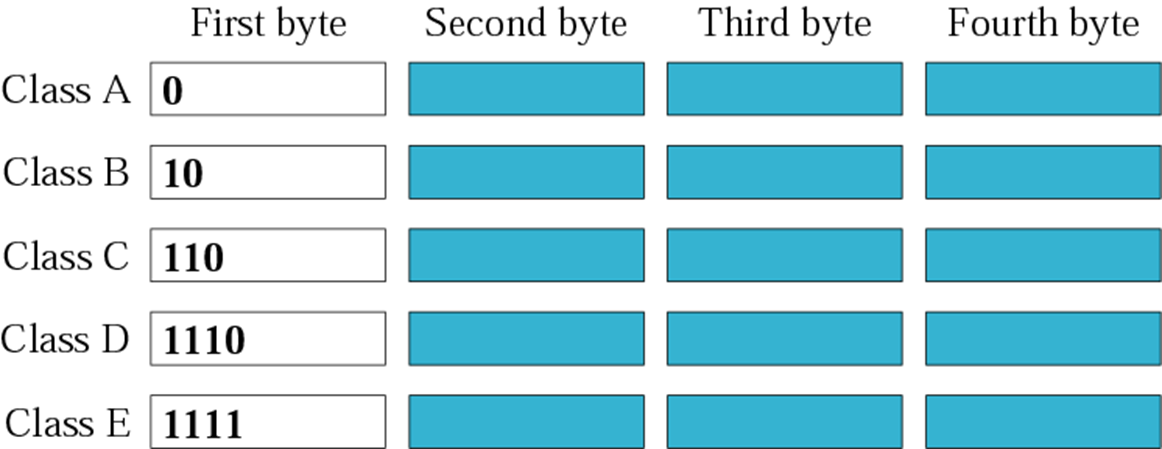 First byte Second byte Third byte Fourth byte
Class A 0
Class B 10
Class C 110
Class D 1110
Class E 1111